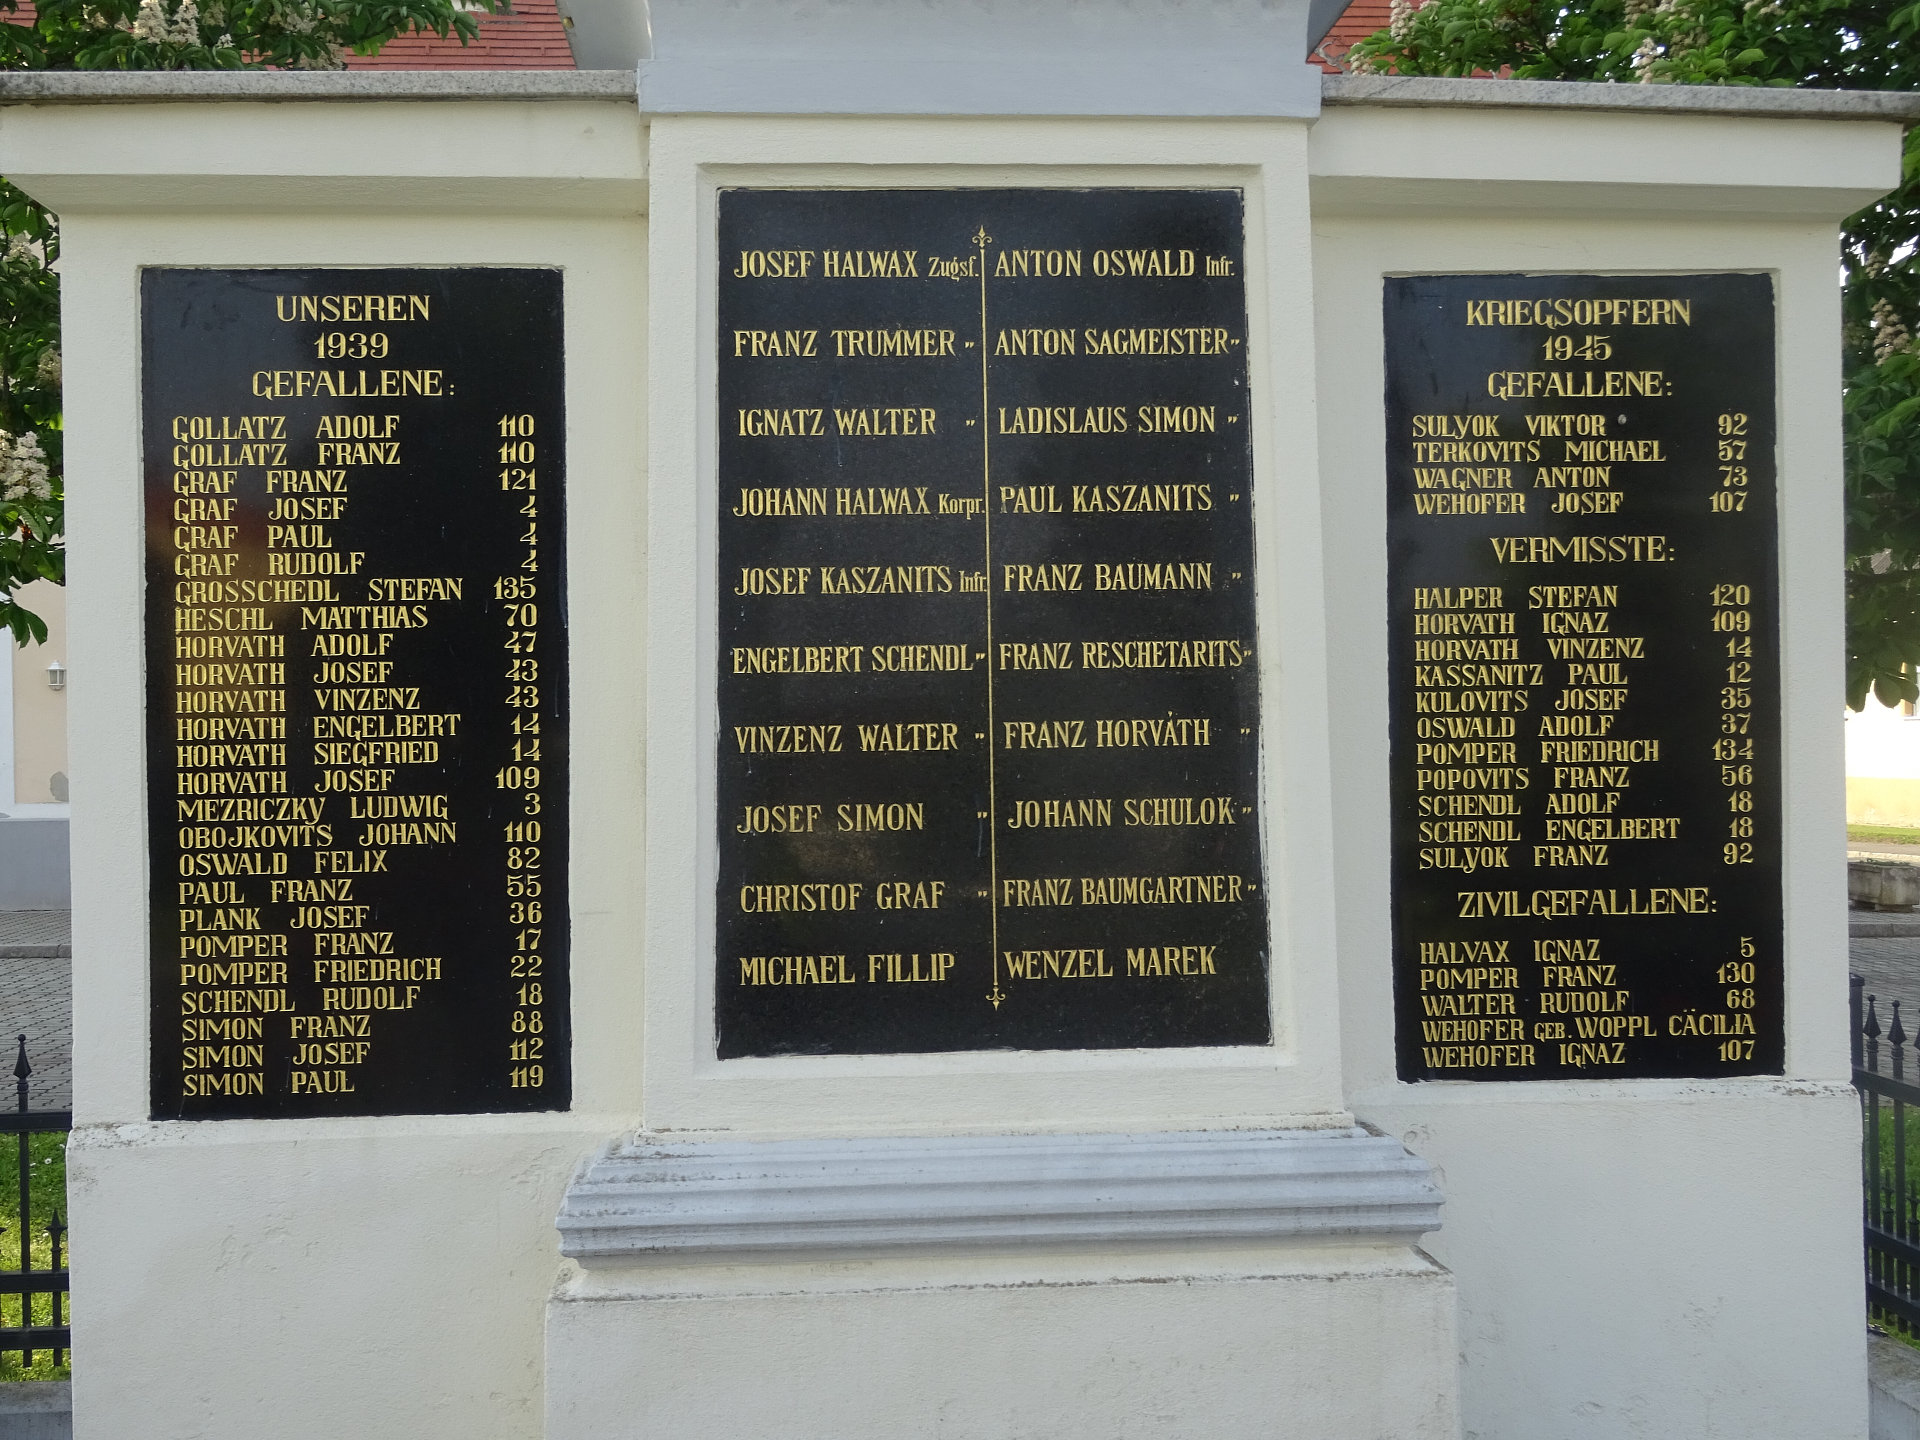 UNSEREN
1939
GEFALLENE:
GOLLATZ ADOLF 110
GOLLATZ FRANZ 110
GRAF FRANZ 121
GRAF JOSEF 4
GRAF PAUL 4
GRAF RUDOLF 4
GROSSCHEDL STEFAN 135
HESCHL MATTHIAS 70
HORVATH ADOLF 47
HORVATH JOSEF 43
HORVATH VINZENZ 43
HORVATH ENGELBERT 14
HORVATH SIEGFRIED 14
HORVATH JOSEF 109
MEZRICZKY LUDWIG 3
OBOJKOVITS JOHANN 110
OSWALD FELIX 82
PAUL FRANZ 55
PLANK JOSEF 36
POMPER FRANZ 17
POMPER FRIEDRICH 22
SCHENDL RUDOLF 18
SIMON FRANZ 88
SIMON JOSEF 112
SIMON PAUL 119
JOSEF HALWAX Zugsf.
FRANZ TRUMMER "
IGNATZ WALTER "
JOHANN HALWAX Korpr.
JOSEF KASZANITS Infr.
ENGELBERT SCHENDL "
VINZENZ WALTER "
JOSEF SIMON "
CHRISTOF GRAF "
MICHAEL FILLIP
ANTON OSWALD Infr.
ANTON SAGMEISTER "
LADISLAUS SIMON "
PAUL KASZANITS "
FRANZ BAUMANN "
FRANZ RESCHETARITS "
FRANZ HORVÁTH "
JOHANN SCHULOK "
FRANZ BAUMGARTNER "
WENZEL MAREK
KRIEGSOPFERN
1945
GEFALLENE:
SULYOK VIKTOR 92
TERKOVITS MICHAEL 57
WAGNER ANTON 73
WEHOFER JOSEF 107
VERMISSTE:
HALPER STEFAN 120
HORVATH IGNAZ 109
HORVATH VINZENZ 14
KASSANITZ PAUL 12
KULOVITS JOSEF 35
OSWALD ADOLF 37
POMPER FRIEDRICH 134
POPOVITS FRANZ 56
SCHENDL ADOLF 18
SCHENDL ENGELBERT 18
SULYOK FRANZ 92
ZIVILGEFALLENE:
HALVAX IGNAZ 5
POMPER FRANZ 130
WALTER RUDOLF 68
WEHOFER GEB. WOPPL CÄCILIA
WEHOFER IGNAZ 107